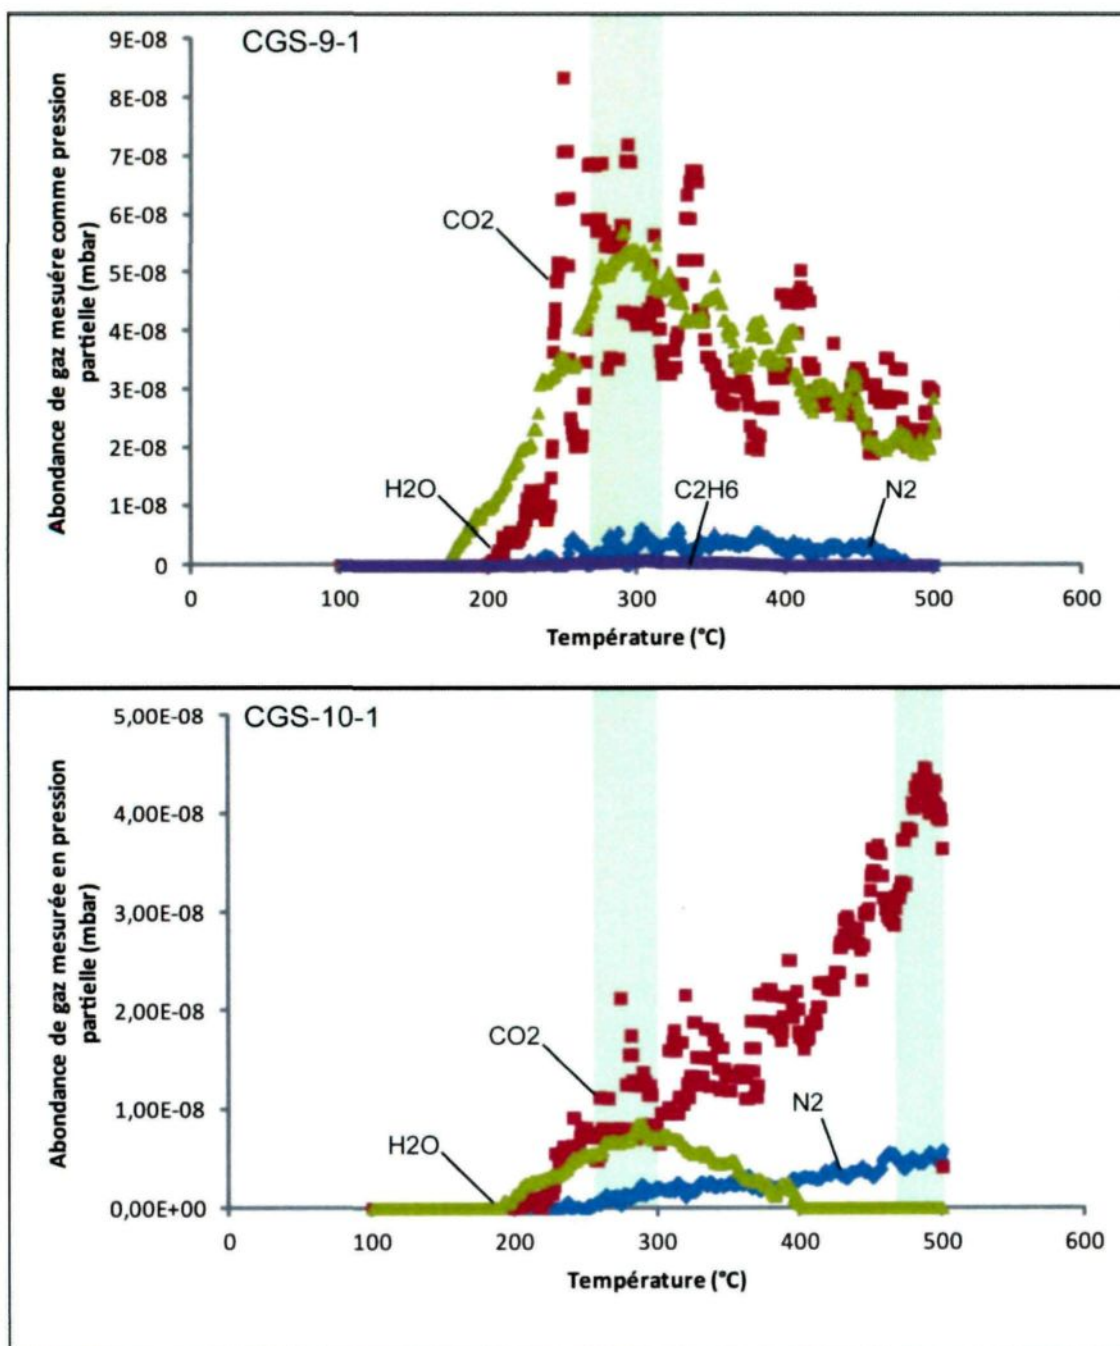 CGS-9-1
Abondance de gaz mesuére comme pression
partielle (mbar)
9E-08
8E-08
7E-08
6E-08
5E-08
4E-08
3E-08
2E-08
1E-08
0
CO2
H2O
C2H6
N2
0 100 200 300 400 500 600
Température (°C)
CGS-10-1
Abondance de gaz mesurée en pression
partielle (mbar)
5,00E-08
4,00E-08
3,00E-08
2,00E-08
1,00E-08
0,00E+00
CO2
N2
H2O
0 100 200 300 400 500 600
Température (°C)